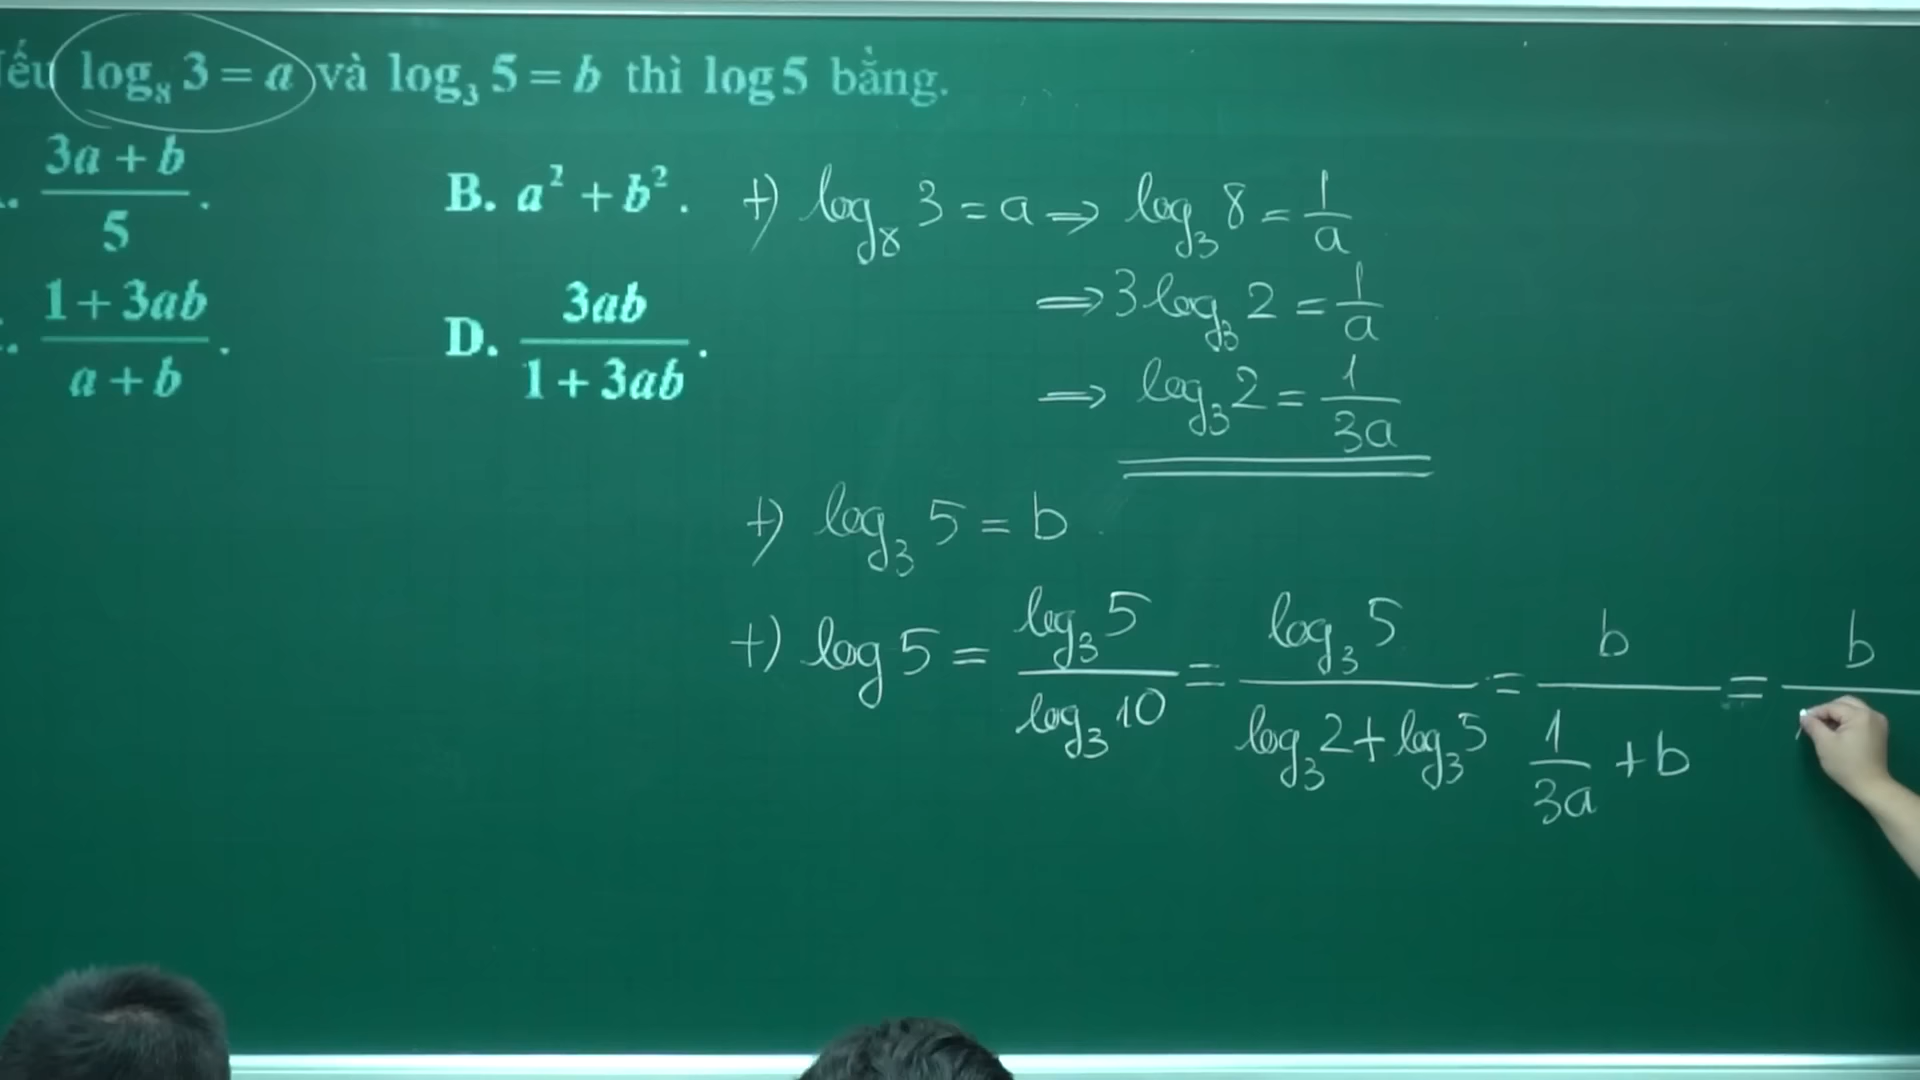 ếu log₈ 3 = a và log₃ 5 = b thì log 5 bằng.
. (3a + b)/5 .
B. a² + b² .
. (1 + 3ab)/(a + b) .
D. 3ab/(1 + 3ab) .
+) log₈ 3 = a ⇒ log₃ 8 = 1/a
⇒ 3 log₃ 2 = 1/a
⇒ log₃ 2 = 1/(3a)
+) log₃ 5 = b
+) log 5 = log₃ 5/log₃ 10 = log₃ 5/(log₃ 2 + log₃ 5) = b/(1/(3a) + b) = b/